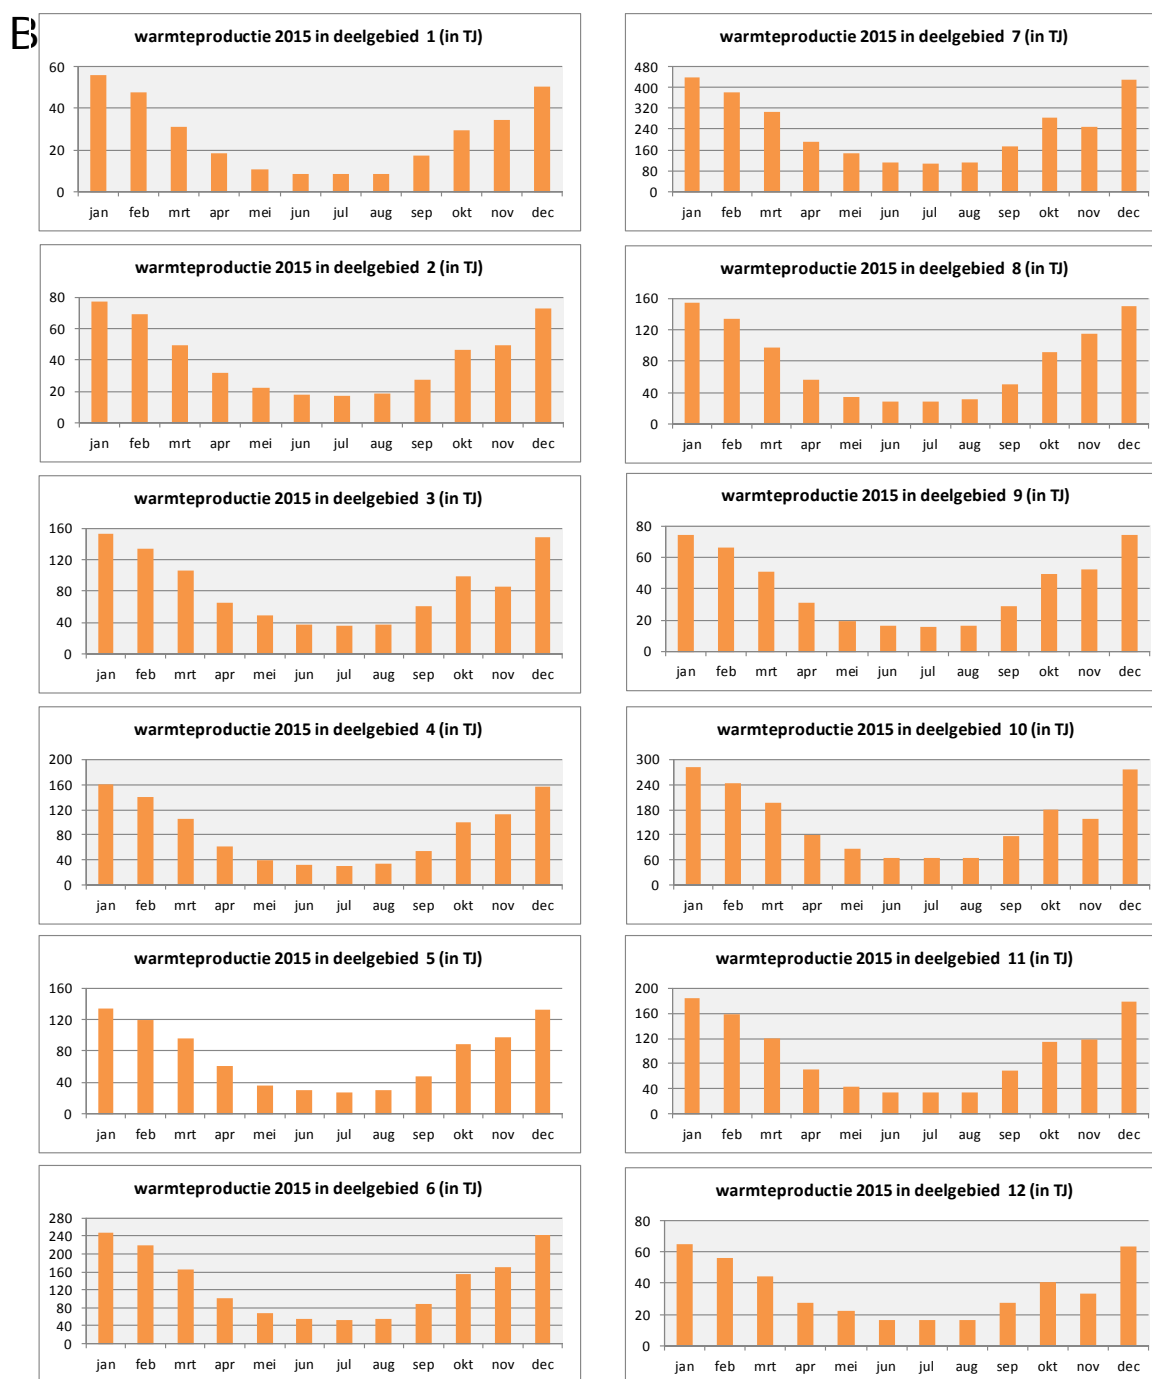 B
warmteproductie 2015 in deelgebied 1 (in TJ)
60
40
20
0
jan feb mrt apr mei jun jul aug sep okt nov dec
warmteproductie 2015 in deelgebied 2 (in TJ)
80
60
40
20
0
jan feb mrt apr mei jun jul aug sep okt nov dec
warmteproductie 2015 in deelgebied 3 (in TJ)
160
120
80
40
0
jan feb mrt apr mei jun jul aug sep okt nov dec
warmteproductie 2015 in deelgebied 4 (in TJ)
200
160
120
80
40
0
jan feb mrt apr mei jun jul aug sep okt nov dec
warmteproductie 2015 in deelgebied 5 (in TJ)
160
120
80
40
0
jan feb mrt apr mei jun jul aug sep okt nov dec
warmteproductie 2015 in deelgebied 6 (in TJ)
280
240
200
160
120
80
40
0
jan feb mrt apr mei jun jul aug sep okt nov dec
warmteproductie 2015 in deelgebied 7 (in TJ)
480
400
320
240
160
80
0
jan feb mrt apr mei jun jul aug sep okt nov dec
warmteproductie 2015 in deelgebied 8 (in TJ)
160
120
80
40
0
jan feb mrt apr mei jun jul aug sep okt nov dec
warmteproductie 2015 in deelgebied 9 (in TJ)
80
60
40
20
0
jan feb mrt apr mei jun jul aug sep okt nov dec
warmteproductie 2015 in deelgebied 10 (in TJ)
300
240
180
120
60
0
jan feb mrt apr mei jun jul aug sep okt nov dec
warmteproductie 2015 in deelgebied 11 (in TJ)
200
160
120
80
40
0
jan feb mrt apr mei jun jul aug sep okt nov dec
warmteproductie 2015 in deelgebied 12 (in TJ)
80
60
40
20
0
jan feb mrt apr mei jun jul aug sep okt nov dec